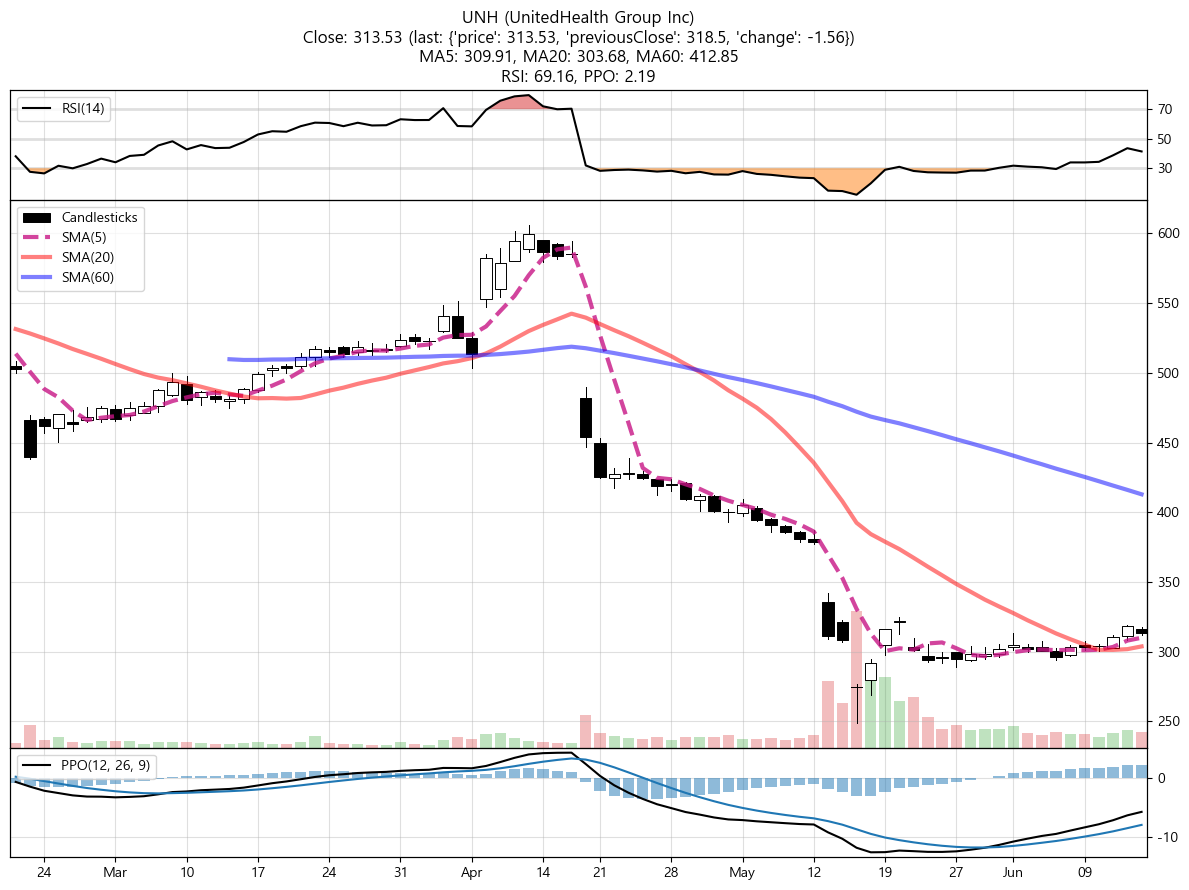 UNH (UnitedHealth Group Inc)
Close: 313.53 (last: {'price': 313.53, 'previousClose': 318.5, 'change': -1.56})
MA5: 309.91, MA20: 303.68, MA60: 412.85
RSI: 69.16, PPO: 2.19
RSI(14)
70
50
30
Candlesticks
SMA(5)
SMA(20)
SMA(60)
600
550
500
450
400
350
300
250
PPO(12, 26, 9)
0
-10
24 Mar 10 17 24 31 Apr 14 21 28 May 12 19 27 Jun 09